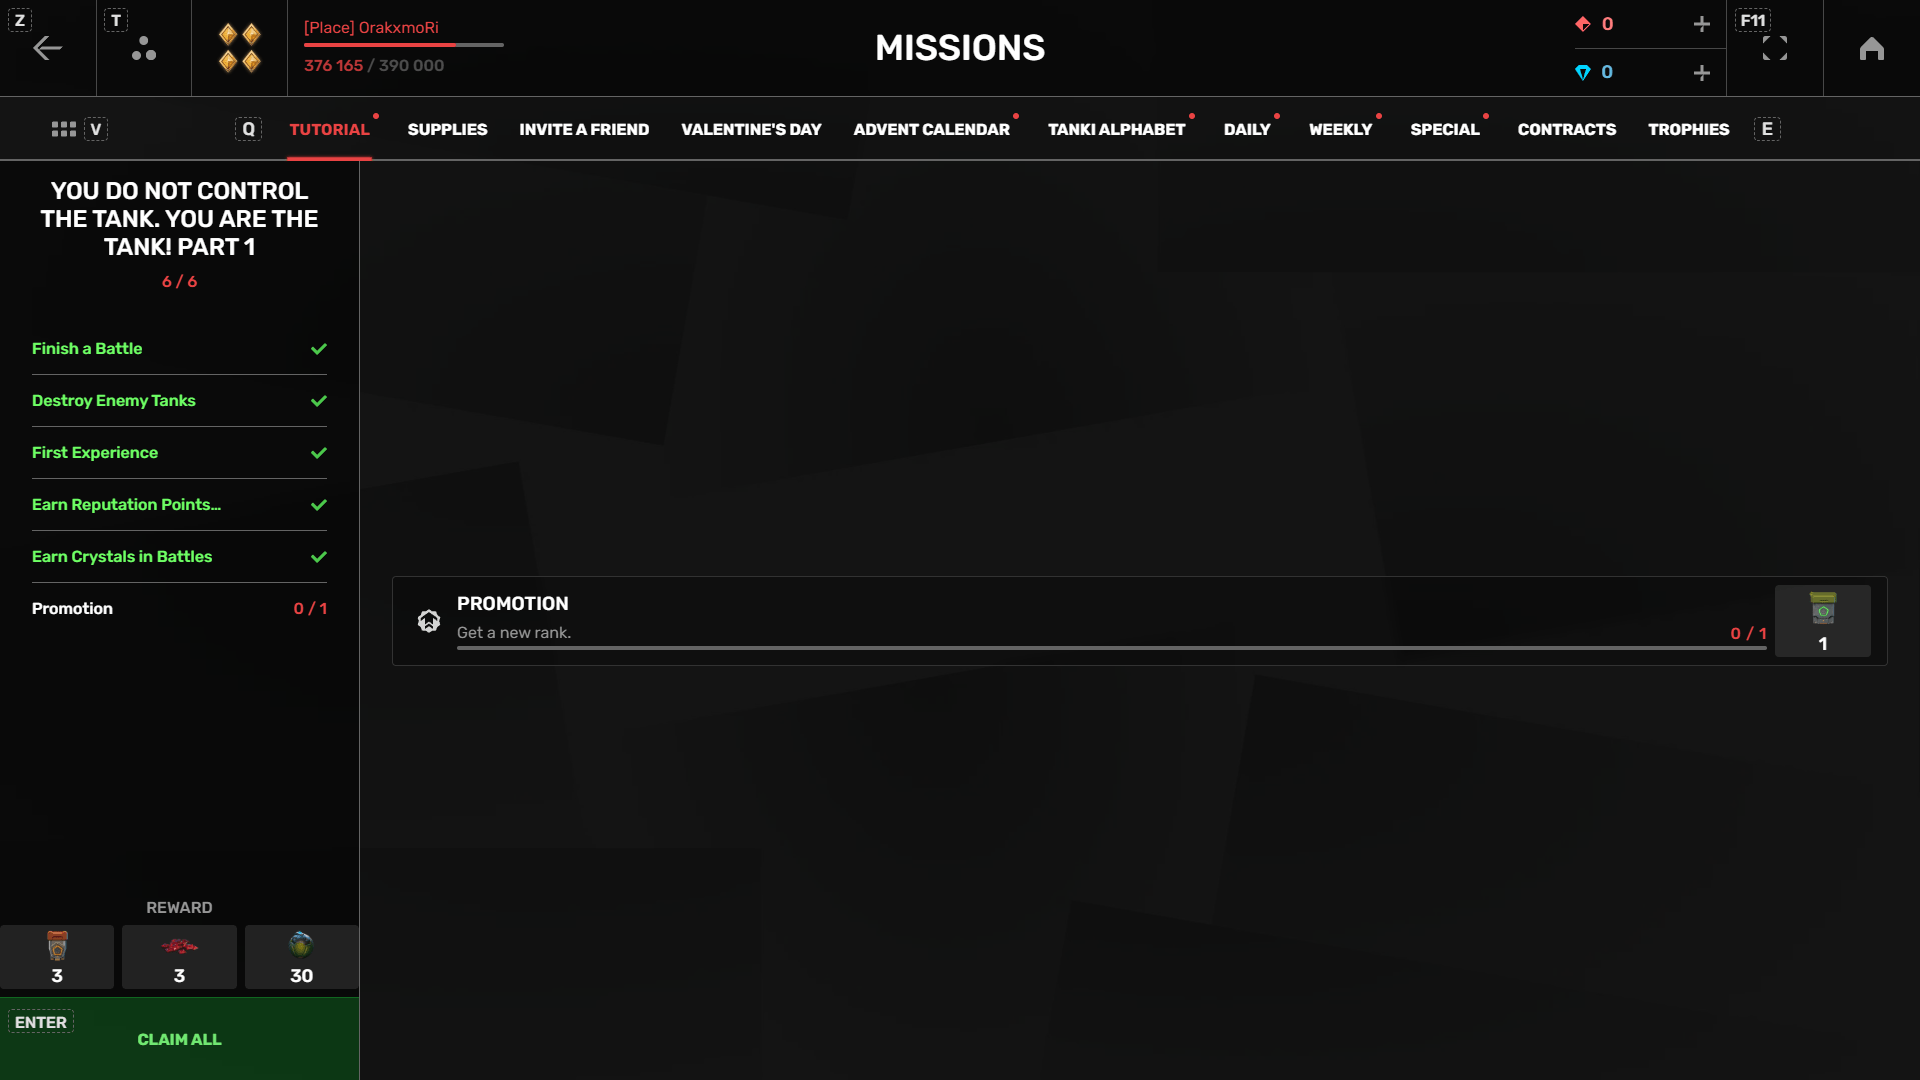 Z
T
[Place] OrakxmoRi
376 165 / 390 000
MISSIONS
0
0
F11
V
Q
TUTORIAL
SUPPLIES
INVITE A FRIEND
VALENTINE'S DAY
ADVENT CALENDAR
TANKI ALPHABET
DAILY
WEEKLY
SPECIAL
CONTRACTS
TROPHIES
E
YOU DO NOT CONTROL
THE TANK. YOU ARE THE
TANK! PART 1
6 / 6
Finish a Battle
Destroy Enemy Tanks
First Experience
Earn Reputation Points...
Earn Crystals in Battles
Promotion 0 / 1
PROMOTION
Get a new rank.
0 / 1
1
REWARD
3
3
30
ENTER
CLAIM ALL